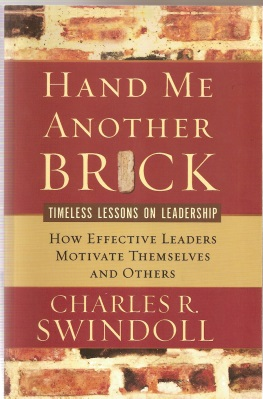 HAND ME
ANOTHER
BRICK
TIMELESS LESSONS ON LEADERSHIP
HOW EFFECTIVE LEADERS
MOTIVATE THEMSELVES
AND OTHERS
CHARLES R.
SWINDOLL